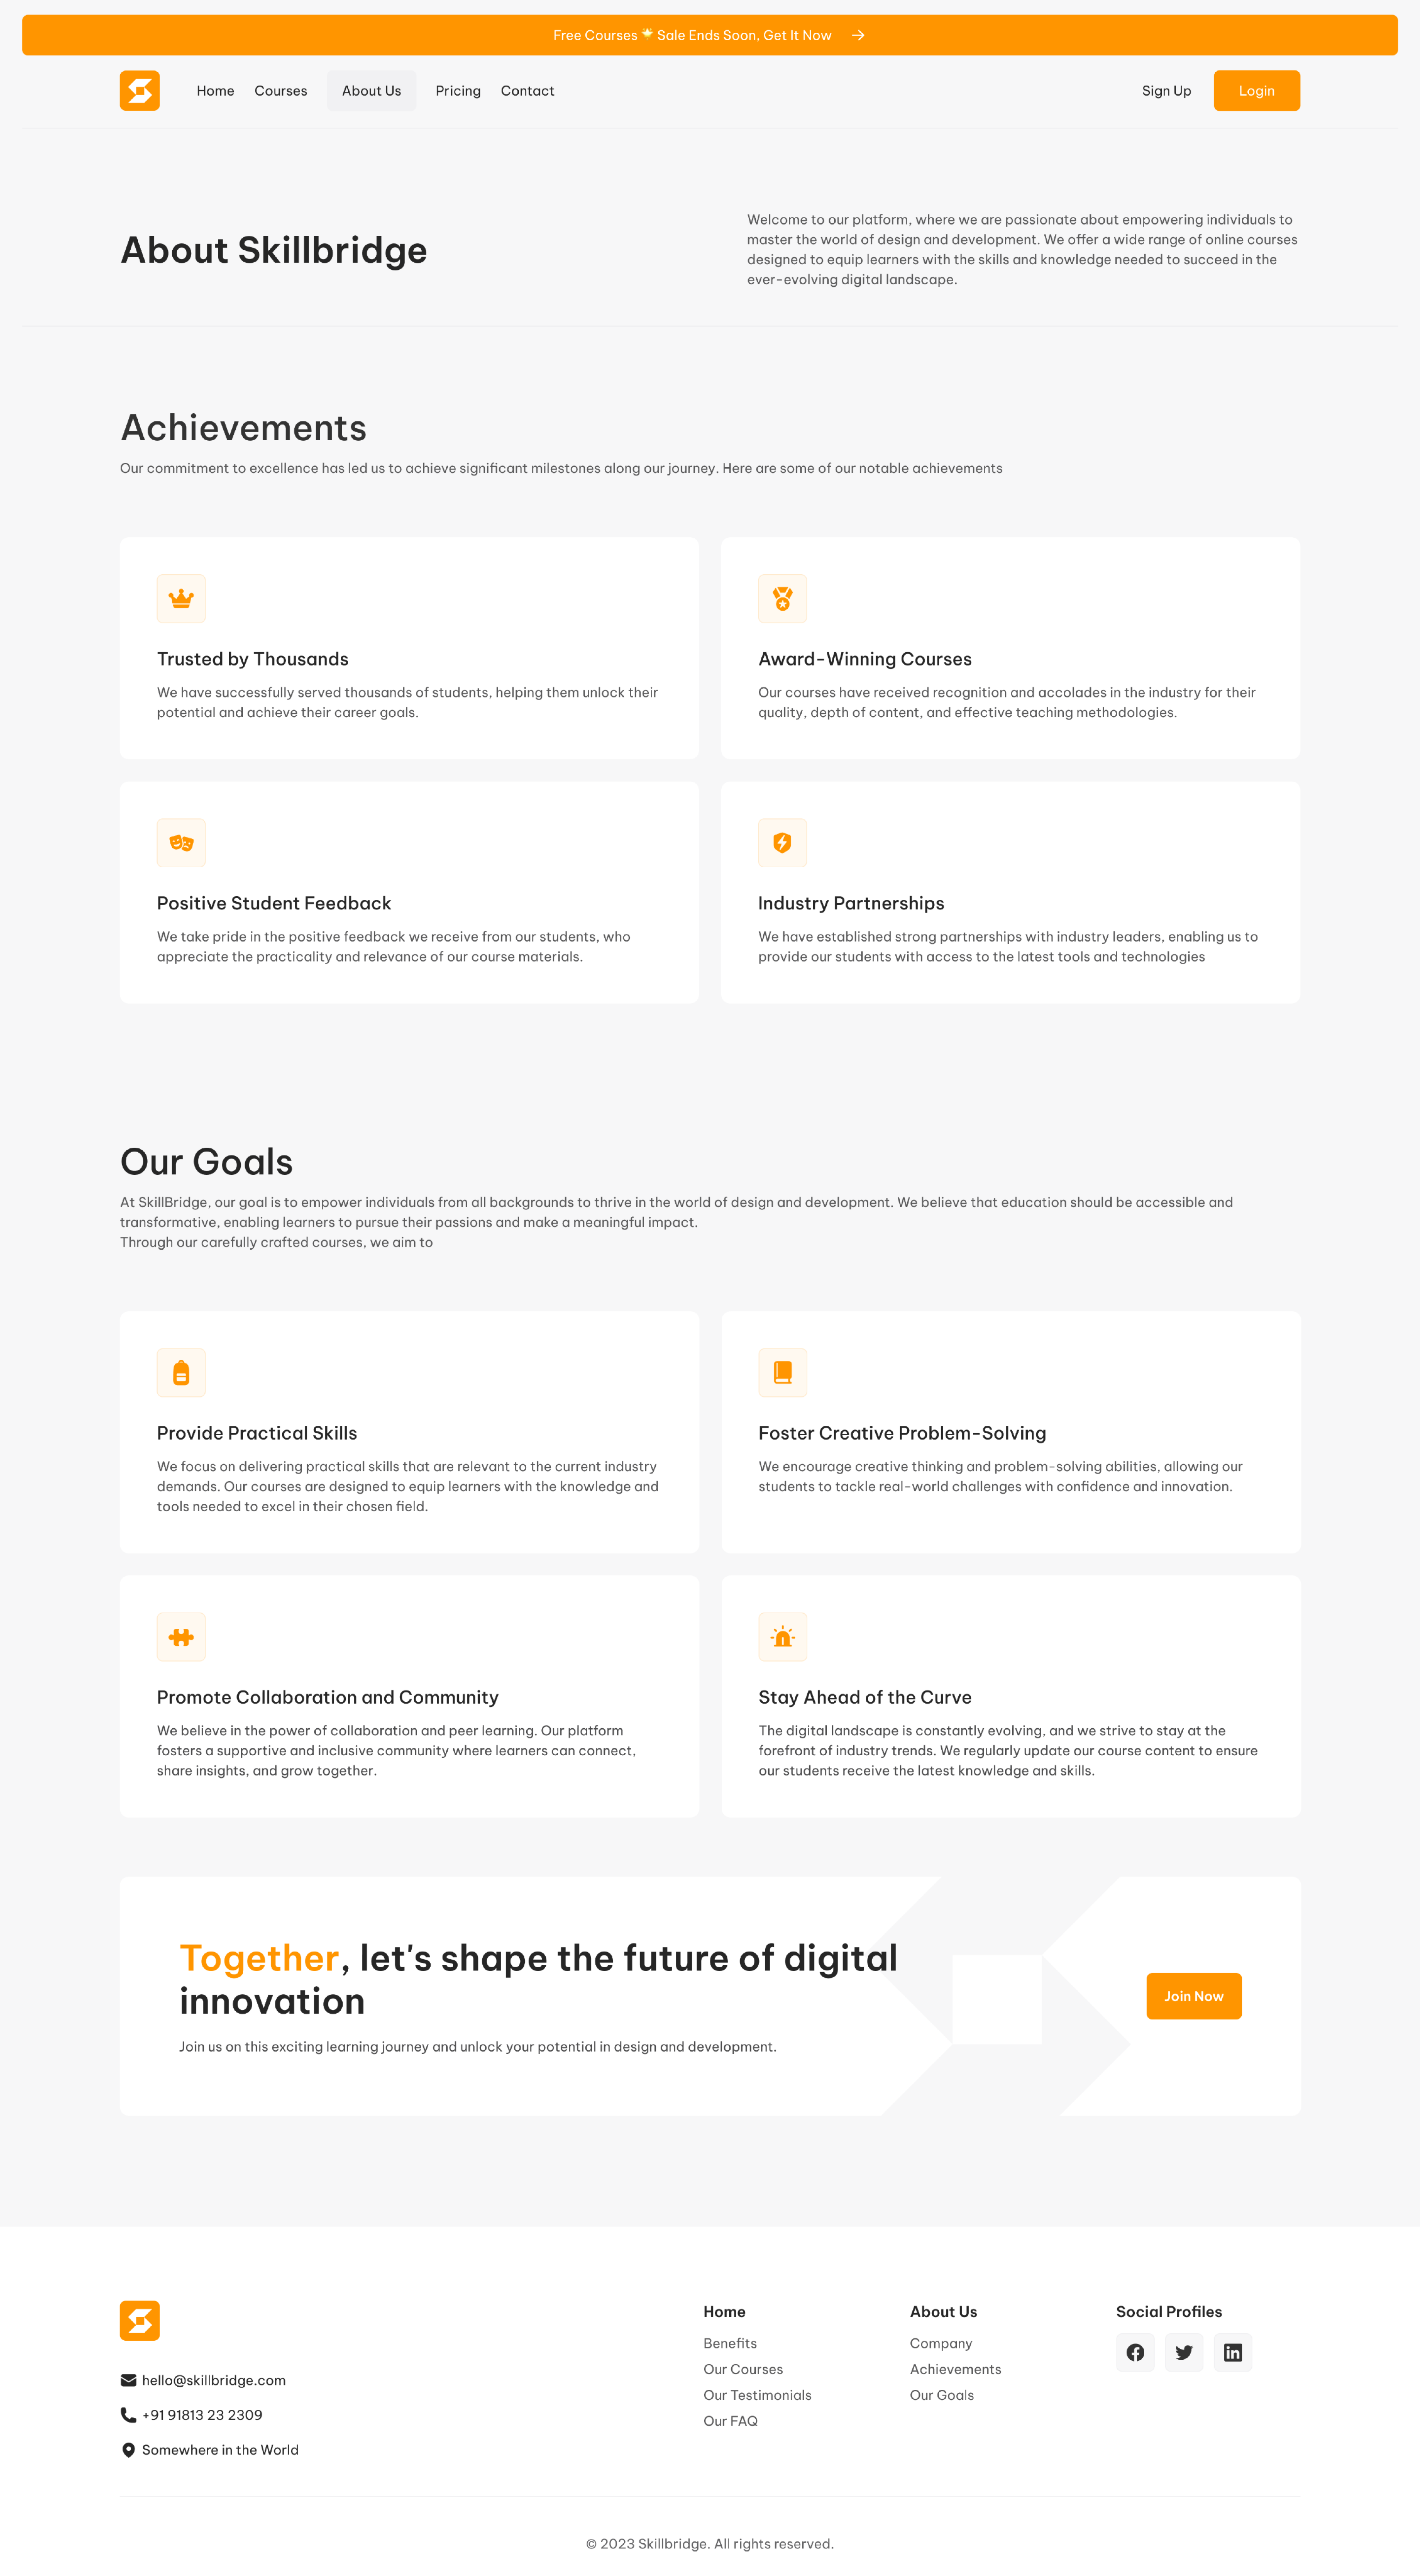 Free Courses 🌟 Sale Ends Soon, Get It Now →
Home Courses About Us Pricing Contact Sign Up Login
About Skillbridge
Welcome to our platform, where we are passionate about empowering individuals to
master the world of design and development. We offer a wide range of online courses
designed to equip learners with the skills and knowledge needed to succeed in the
ever-evolving digital landscape.
Achievements
Our commitment to excellence has led us to achieve significant milestones along our journey. Here are some of our notable achievements
Trusted by Thousands
We have successfully served thousands of students, helping them unlock their
potential and achieve their career goals.
Award-Winning Courses
Our courses have received recognition and accolades in the industry for their
quality, depth of content, and effective teaching methodologies.
Positive Student Feedback
We take pride in the positive feedback we receive from our students, who
appreciate the practicality and relevance of our course materials.
Industry Partnerships
We have established strong partnerships with industry leaders, enabling us to
provide our students with access to the latest tools and technologies
Our Goals
At SkillBridge, our goal is to empower individuals from all backgrounds to thrive in the world of design and development. We believe that education should be accessible and
transformative, enabling learners to pursue their passions and make a meaningful impact.
Through our carefully crafted courses, we aim to
Provide Practical Skills
We focus on delivering practical skills that are relevant to the current industry
demands. Our courses are designed to equip learners with the knowledge and
tools needed to excel in their chosen field.
Foster Creative Problem-Solving
We encourage creative thinking and problem-solving abilities, allowing our
students to tackle real-world challenges with confidence and innovation.
Promote Collaboration and Community
We believe in the power of collaboration and peer learning. Our platform
fosters a supportive and inclusive community where learners can connect,
share insights, and grow together.
Stay Ahead of the Curve
The digital landscape is constantly evolving, and we strive to stay at the
forefront of industry trends. We regularly update our course content to ensure
our students receive the latest knowledge and skills.
Together, let's shape the future of digital
innovation
Join us on this exciting learning journey and unlock your potential in design and development.
Join Now
hello@skillbridge.com
+91 91813 23 2309
Somewhere in the World
Home
Benefits
Our Courses
Our Testimonials
Our FAQ
About Us
Company
Achievements
Our Goals
Social Profiles
© 2023 Skillbridge. All rights reserved.